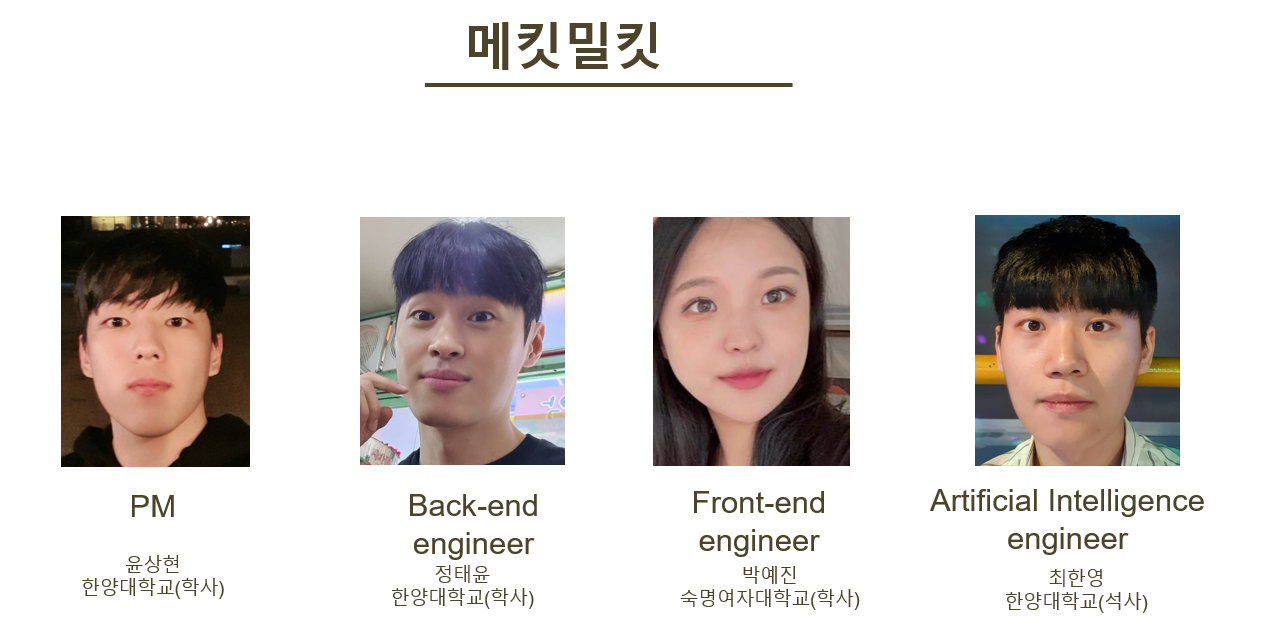 메킷밀킷
PM
윤상현
한양대학교(학사)
Back-end
engineer
정태윤
한양대학교(학사)
Front-end
engineer
박예진
숙명여자대학교(학사)
Artificial Intelligence
engineer
최한영
한양대학교(석사)